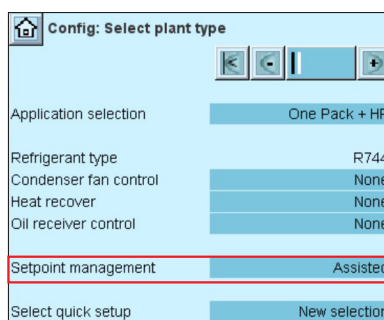 Config: Select plant type
Application selection One Pack + HP
Refrigerant type R744
Condenser fan control None
Heat recover None
Oil receiver control None
Setpoint management Assisted
Select quick setup New selection